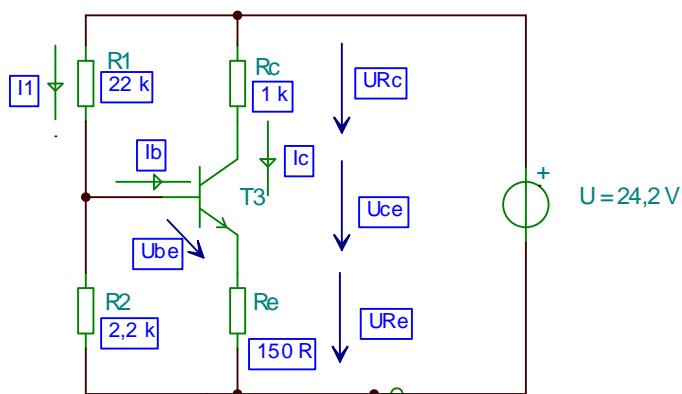 R1
22 k
I1
Rc
1 k
URc
Ib
Ic
T3
Uce
+
U = 24,2 V
Ube
R2
2,2 k
Re
150 R
URe